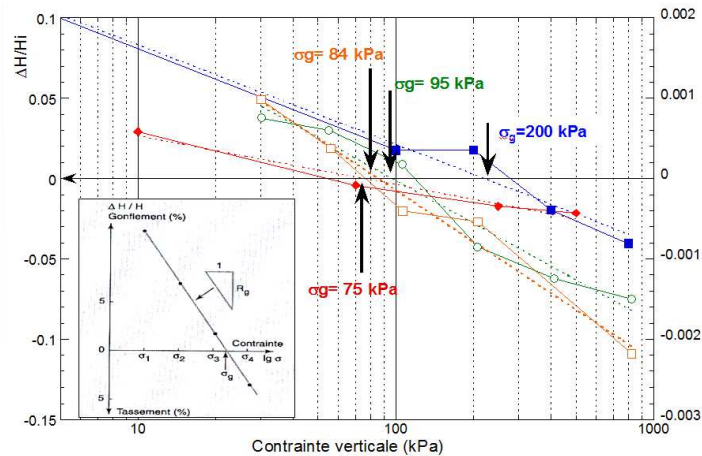 0.1
0.05
0
-0.05
-0.1
-0.15
ΔH/Hi
0.002
0.001
0
-0.001
-0.002
-0.003
σg= 84 kPa
σg= 95 kPa
σg=200 kPa
σg= 75 kPa
Δ H / H
Gonflement (%)
1
Rg
5
Contrainte
0
σ1
σ2
σ3
σ4
lg σ
σg
5
Tassement (%)
10
100
1000
Contrainte verticale (kPa)